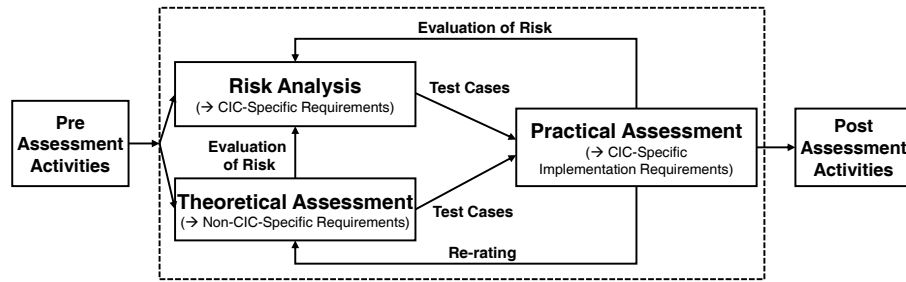 Evaluation of Risk
Risk Analysis
(→ CIC-Specific Requirements)
Test Cases
Pre
Assessment
Activities
Evaluation
of Risk
Practical Assessment
(→ CIC-Specific
Implementation Requirements)
Post
Assessment
Activities
Theoretical Assessment
(→ Non-CIC-Specific Requirements)
Test Cases
Re-rating